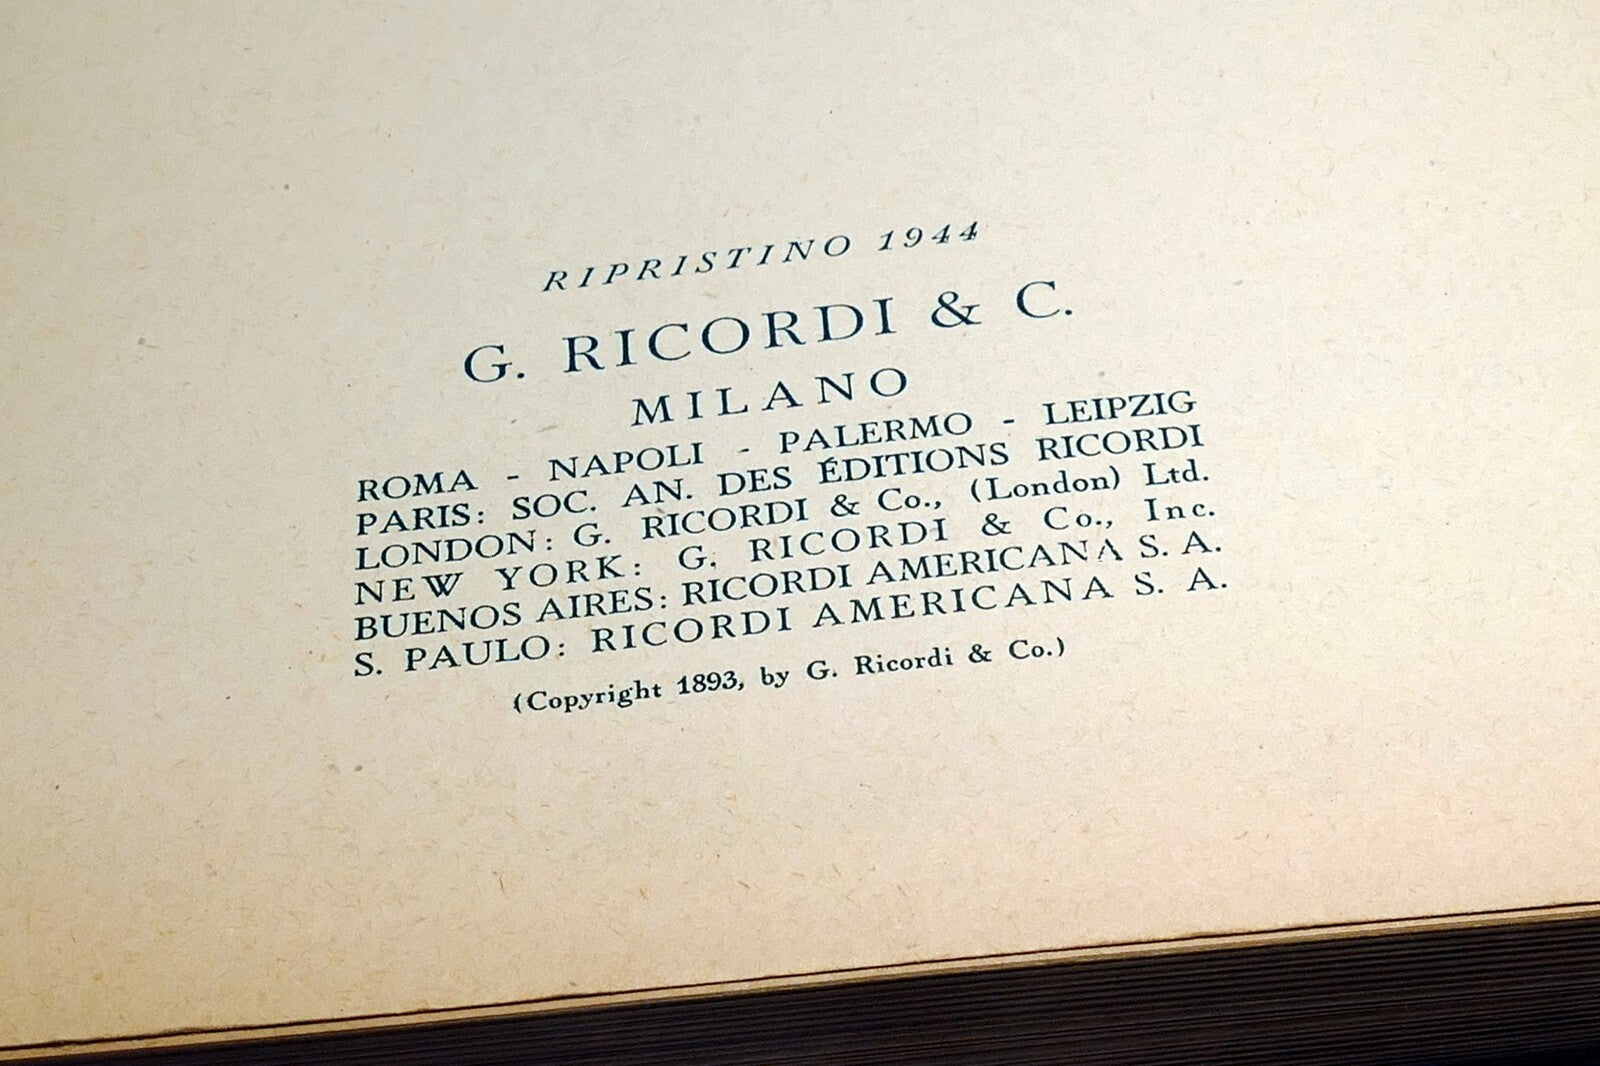 RIPRISTINO 1944
G. RICORDI & C.
MILANO
ROMA - NAPOLI - PALERMO - LEIPZIG
PARIS: SOC. AN. DES ÉDITIONS RICORDI
LONDON: G. RICORDI & Co., (London) Ltd.
NEW YORK: G. RICORDI & Co., Inc.
BUENOS AIRES: RICORDI AMERICANA S. A.
S. PAULO: RICORDI AMERICANA S. A.
(Copyright 1893, by G. Ricordi & Co.)